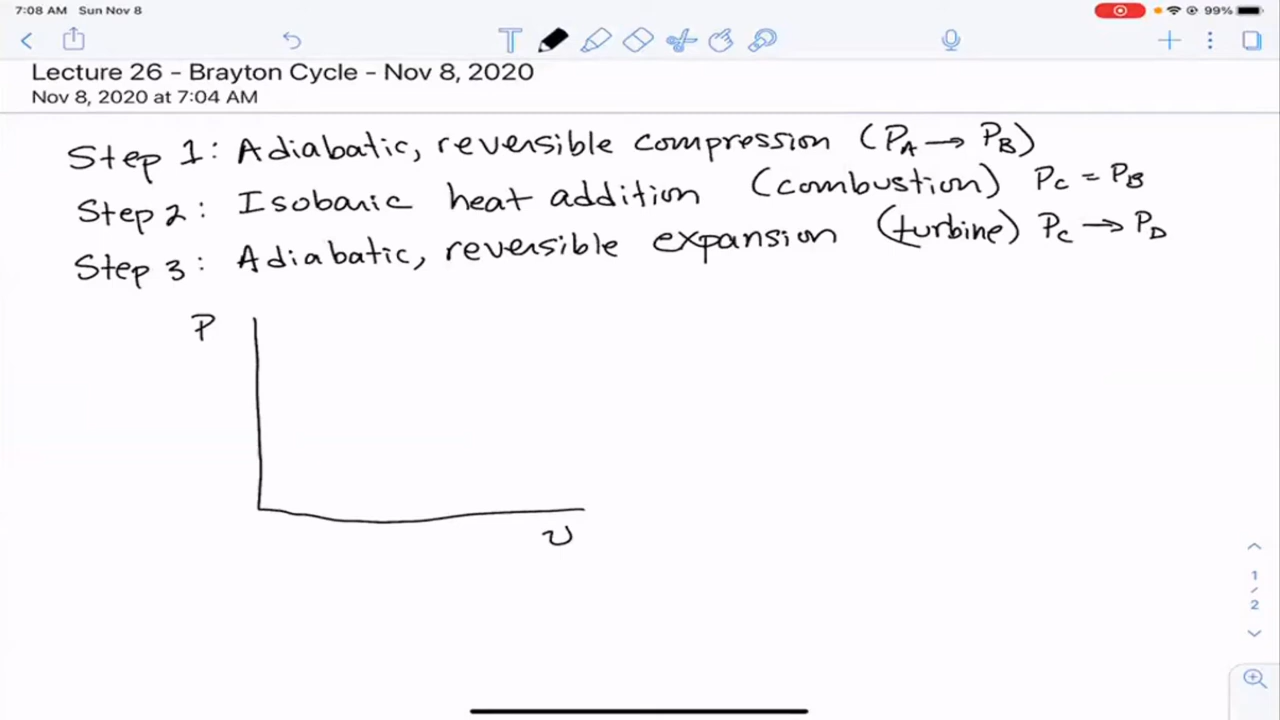 7:08 AM Sun Nov 8 99%
Lecture 26 - Brayton Cycle - Nov 8, 2020
Nov 8, 2020 at 7:04 AM
Step 1: Adiabatic, reversible compression (PA → PB)
Step 2: Isobaric heat addition (combustion) Pc = PB
Step 3: Adiabatic, reversible expansion (turbine) Pc → PD
P
v
1
/
2